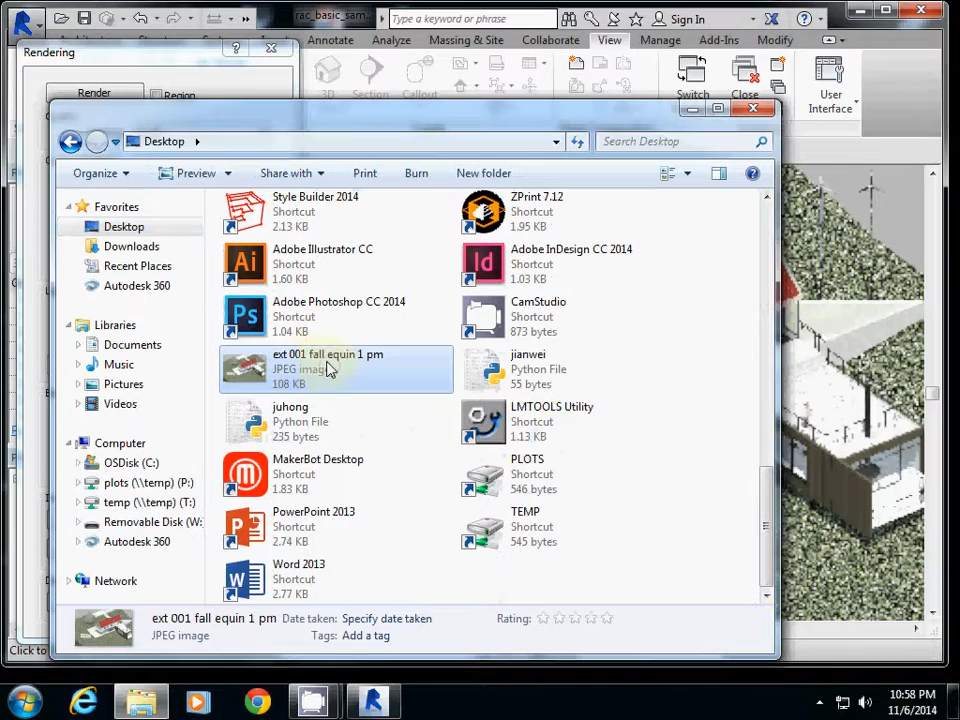 rac_basic_sam...
Type a keyword or phrase
Sign In
Annotate Analyze Massing & Site Collaborate View Manage Add-Ins Modify
Rendering
Render
Region
3D Section Callout
Switch Close User
Interface
Desktop
Search Desktop
Organize Preview Share with Print Burn New folder
Favorites
Desktop
Downloads
Recent Places
Autodesk 360
Libraries
Documents
Music
Pictures
Videos
Computer
OSDisk (C:)
plots (\\temp) (P:)
temp (\\temp) (T:)
Removable Disk (W:
Autodesk 360
Network
Style Builder 2014
Shortcut
2.13 KB
ZPrint 7.12
Shortcut
1.95 KB
Ai
Adobe Illustrator CC
Shortcut
1.60 KB
Id
Adobe InDesign CC 2014
Shortcut
1.03 KB
Ps
Adobe Photoshop CC 2014
Shortcut
1.04 KB
CamStudio
Shortcut
873 bytes
ext 001 fall equin 1 pm
JPEG image
108 KB
jianwei
Python File
55 bytes
juhong
Python File
235 bytes
LMTOOLS Utility
Shortcut
1.13 KB
MakerBot Desktop
Shortcut
1.83 KB
PLOTS
Shortcut
546 bytes
PowerPoint 2013
Shortcut
2.74 KB
TEMP
Shortcut
545 bytes
Word 2013
Shortcut
2.77 KB
ext 001 fall equin 1 pm Date taken: Specify date taken Rating:
JPEG image Tags: Add a tag
Click to
10:58 PM
11/6/2014